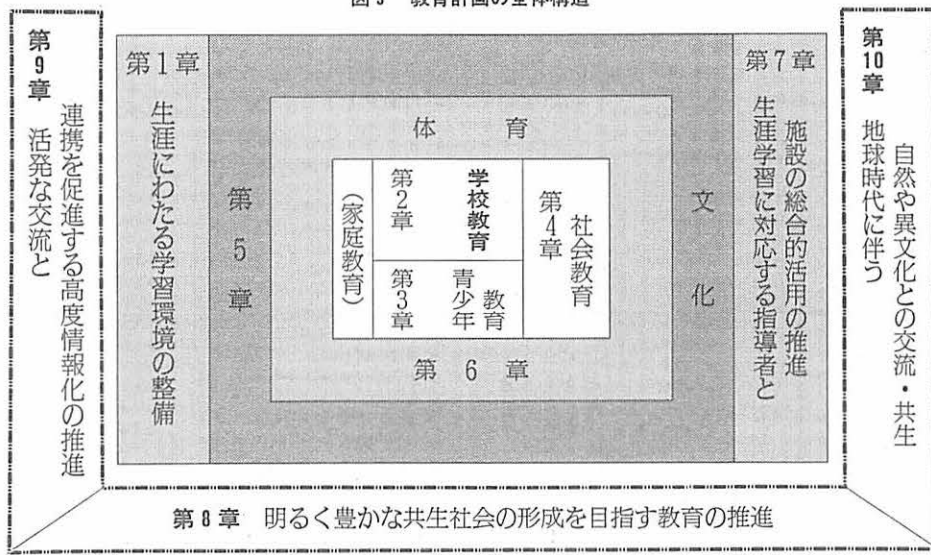 第9章
活発な交流と
連携を促進する高度情報化の推進
第1章
生涯にわたる学習環境の整備
第5章
文化
体育
第6章
(家庭教育)
第2章
学校教育
第3章
青少年
教育
第4章
社会教育
第7章
生涯学習に対応する指導者と
施設の総合的活用の推進
第10章
地球時代に伴う
自然や異文化との交流・共生
第8章 明るく豊かな共生社会の形成を目指す教育の推進